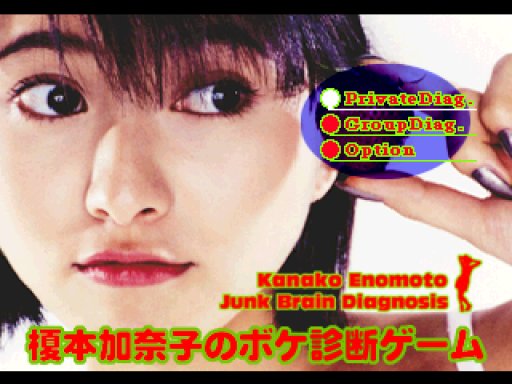 PrivateDiag.
GroupDiag.
Option
Kanako Enomoto
Junk Brain Diagnosis
榎本加奈子のボケ診断ゲーム